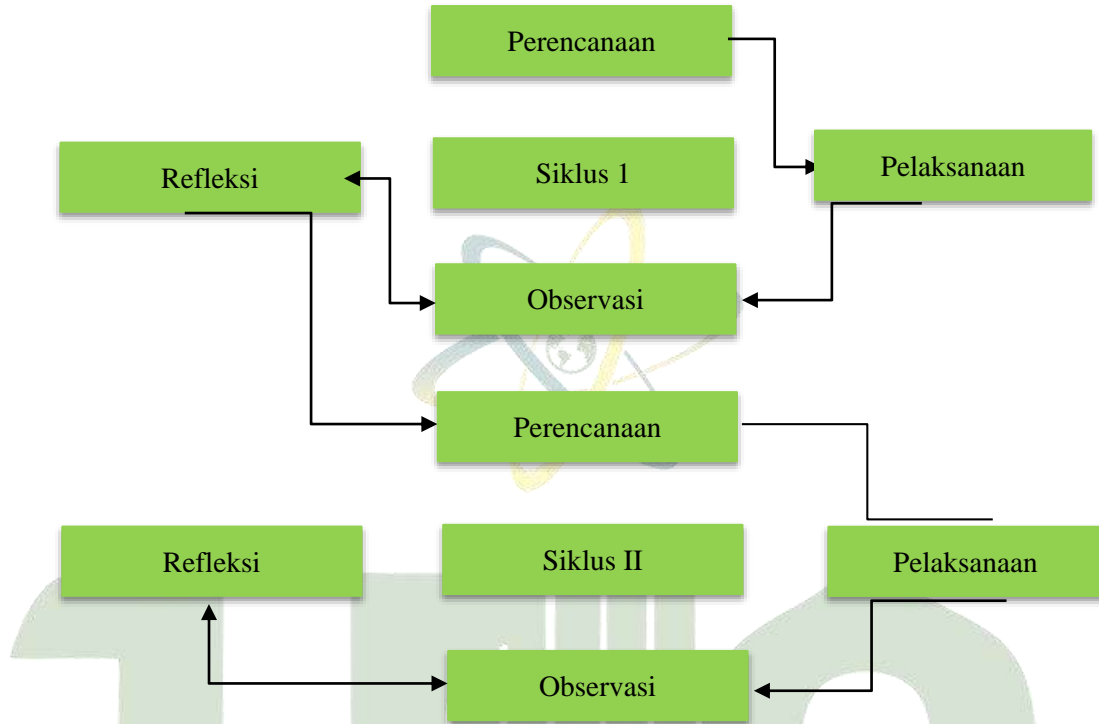 Perencanaan
Refleksi
Siklus 1
Pelaksanaan
Observasi
Perencanaan
Refleksi
Siklus II
Pelaksanaan
Observasi